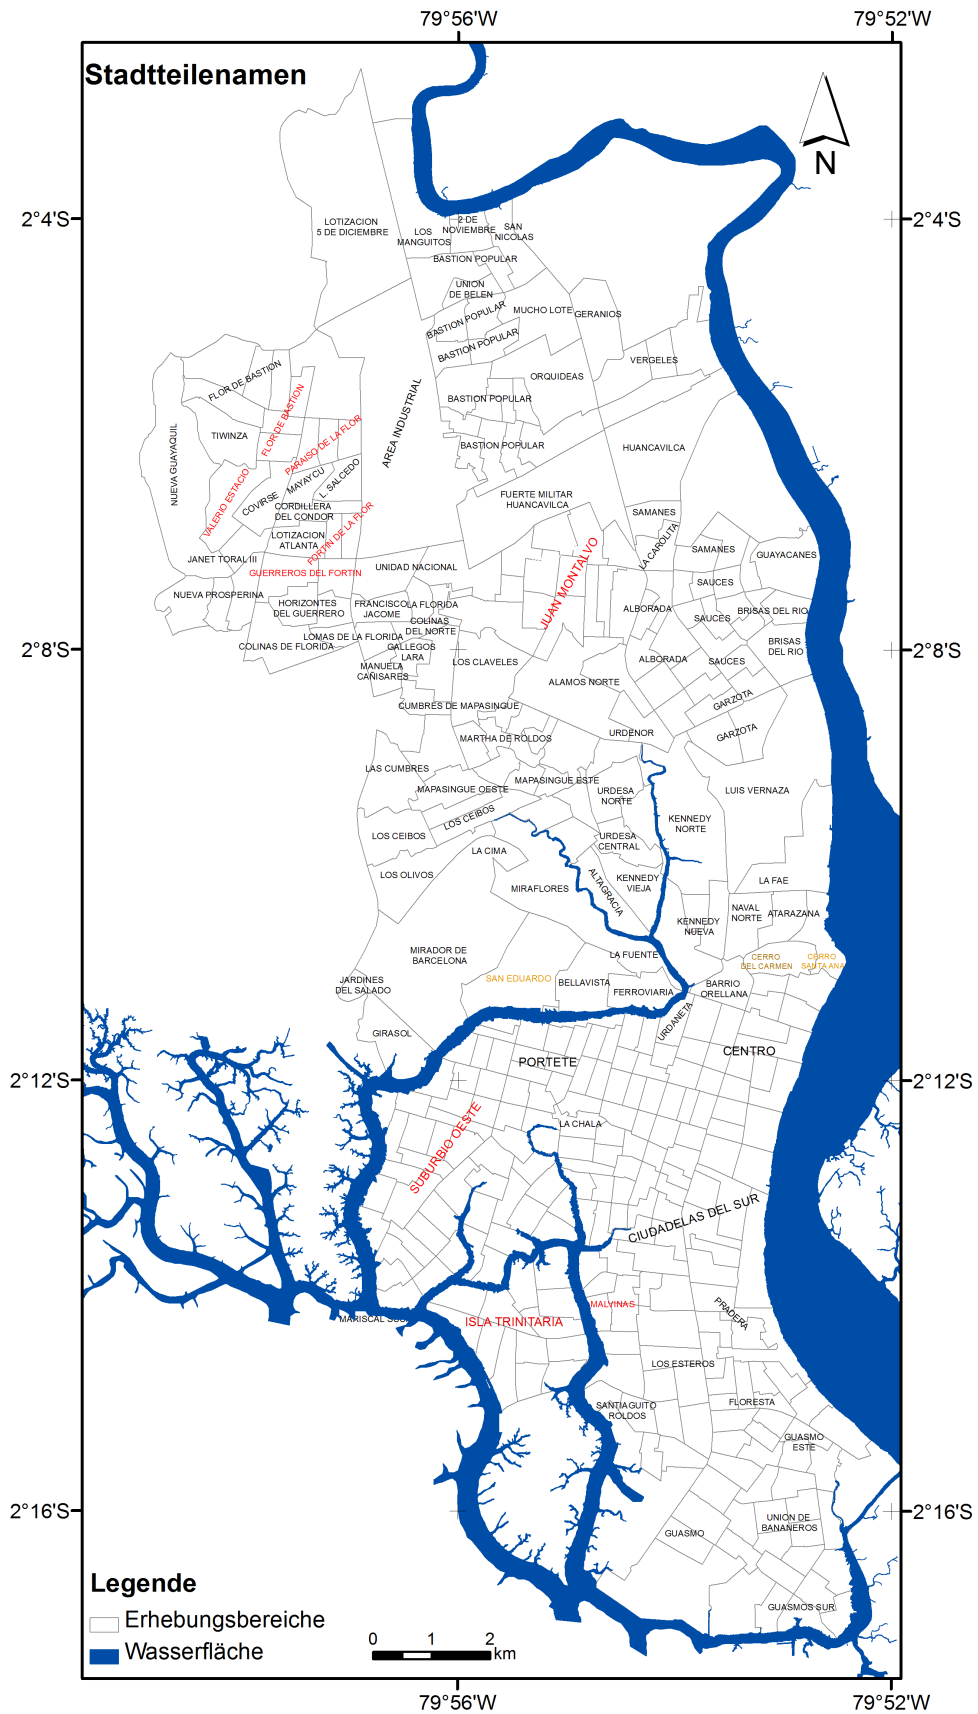 79°56'W
79°52'W
Stadtteilenamen
N
2°4'S
2°4'S
LOTIZACION
5 DE DICIEMBRE
LOS
MANGUITOS
2 DE
NOVIEMBRE
SAN
NICOLAS
BASTION POPULAR
UNION
DE BELEN
BASTION POPULAR
BASTION POPULAR
MUCHO LOTE
GERANIOS
VERGELES
ORQUIDEAS
FLOR DE BASTION
FLOR DE BASTION
BASTION POPULAR
AREA INDUSTRIAL
NUEVA GUAYAQUIL
TIWINZA
PARAISO DE LA FLOR
BASTION POPULAR
HUANCAVILCA
VALERIO ESTACIO
COVIRSE
MAYAYCU
L. SALCEDO
CORDILLERA
DEL CONDOR
FUERTE MILITAR
HUANCAVILCA
SAMANES
LOTIZACION
ATLANTA
FORTIN DE LA FLOR
LA CAROLITA
JUAN MONTALVO
SAMANES
GUAYACANES
JANET TORAL III
GUERREROS DEL FORTIN
UNIDAD NACIONAL
SAUCES
NUEVA PROSPERINA
HORIZONTES
DEL GUERRERO
FRANCISCO
JACOME
LA FLORIDA
COLINAS
DEL NORTE
ALBORADA
SAUCES
BRISAS DEL RIO
LOMAS DE LA FLORIDA
COLINAS DE FLORIDA
GALLEGOS
LARA
BRISAS
DEL RIO
2°8'S
2°8'S
MANUELA
CAÑISARES
LOS CLAVELES
ALBORADA
SAUCES
ALAMOS NORTE
GARZOTA
CUMBRES DE MAPASINGUE
MARTHA DE ROLDOS
URDENOR
GARZOTA
LAS CUMBRES
MAPASINGUE OESTE
MAPASINGUE ESTE
URDESA
NORTE
LUIS VERNAZA
LOS CEIBOS
LOS CEIBOS
KENNEDY
NORTE
URDESA
CENTRAL
LA CIMA
LOS OLIVOS
MIRAFLORES
ALTAGRACIA
KENNEDY
VIEJA
LA FAE
NAVAL
NORTE
ATARAZANA
KENNEDY
NUEVA
MIRADOR DE
BARCELONA
LA FUENTE
CERRO
DEL CARMEN
CERRO
SANTA ANA
JARDINES
DEL SALADO
SAN EDUARDO
BELLAVISTA
FERROVIARIA
BARRIO
ORELLANA
GIRASOL
URDANETA
PORTETE
CENTRO
2°12'S
2°12'S
SUBURBIO OESTE
LA CHALA
CIUDADELAS DEL SUR
MALVINAS
PRADERA
MARISCAL SUCRE
ISLA TRINITARIA
LOS ESTEROS
SANTIAGUITO
ROLDOS
FLORESTA
GUASMO
ESTE
2°16'S
2°16'S
GUASMO
UNION DE
BANANEROS
GUASMOS SUR
Legende
Erhebungsbereiche
Wasserfläche
0 1 2
km
79°56'W
79°52'W